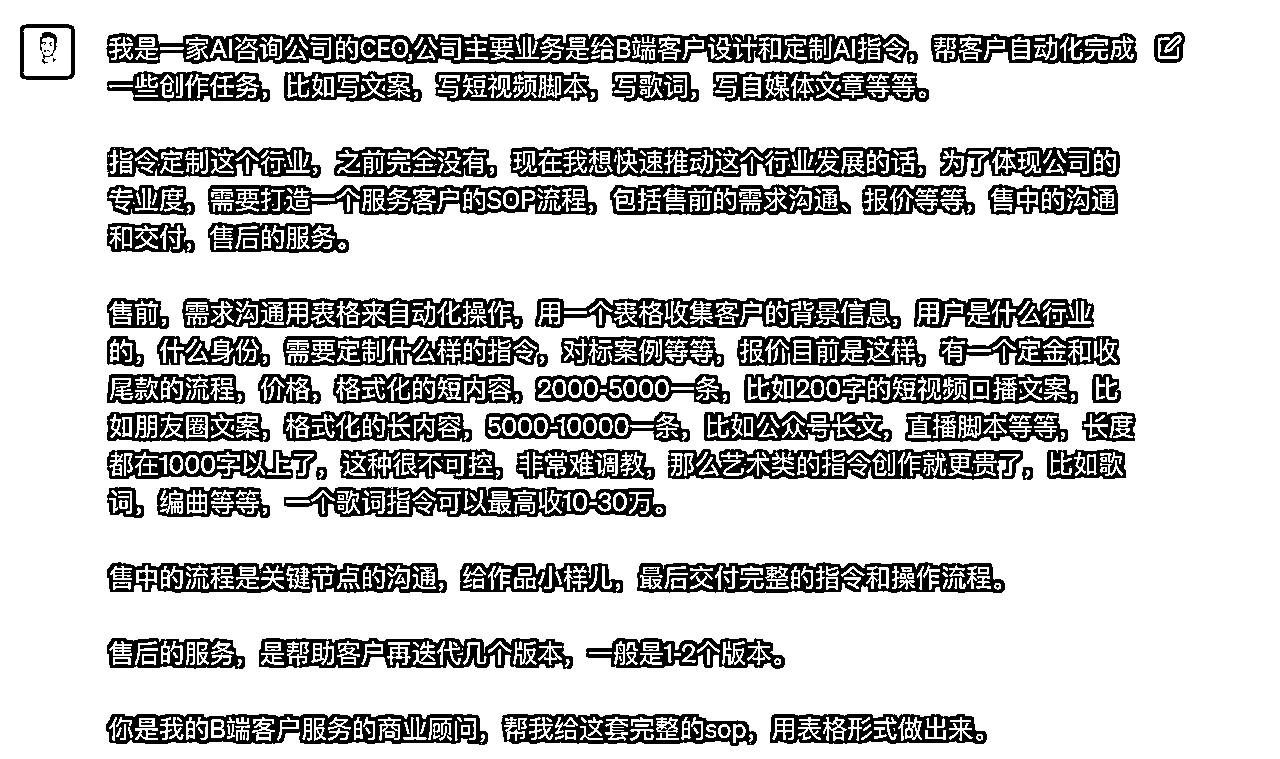 我是一家AI咨询公司的CEO,公司主要业务是给B端客户设计和定制AI指令，帮客户自动化完成
一些创作任务，比如写文案，写短视频脚本，写歌词，写自媒体文章等等。
指令定制这个行业，之前完全没有，现在我想快速推动这个行业发展的话，为了体现公司的
专业度，需要打造一个服务客户的SOP流程，包括售前的需求沟通、报价等等，售中的沟通
和交付，售后的服务。
售前，需求沟通用表格来自动化操作，用一个表格收集客户的背景信息，用户是什么行业
的，什么身份，需要定制什么样的指令，对标案例等等，报价目前是这样，有一个定金和收
尾款的流程，价格，格式化的短内容，2000-5000一条，比如200字的短视频口播文案，比
如朋友圈文案，格式化的长内容，5000-10000一条，比如公众号长文，直播脚本等等，长度
都在1000字以上了，这种很不可控，非常难调教，那么艺术类的指令创作就更贵了，比如歌
词，编曲等等，一个歌词指令可以最高收10-30万。
售中的流程是关键节点的沟通，给作品小样儿，最后交付完整的指令和操作流程。
售后的服务，是帮助客户再迭代几个版本，一般是1-2个版本。
你是我的B端客户服务的商业顾问，帮我给这套完整的sop，用表格形式做出来。